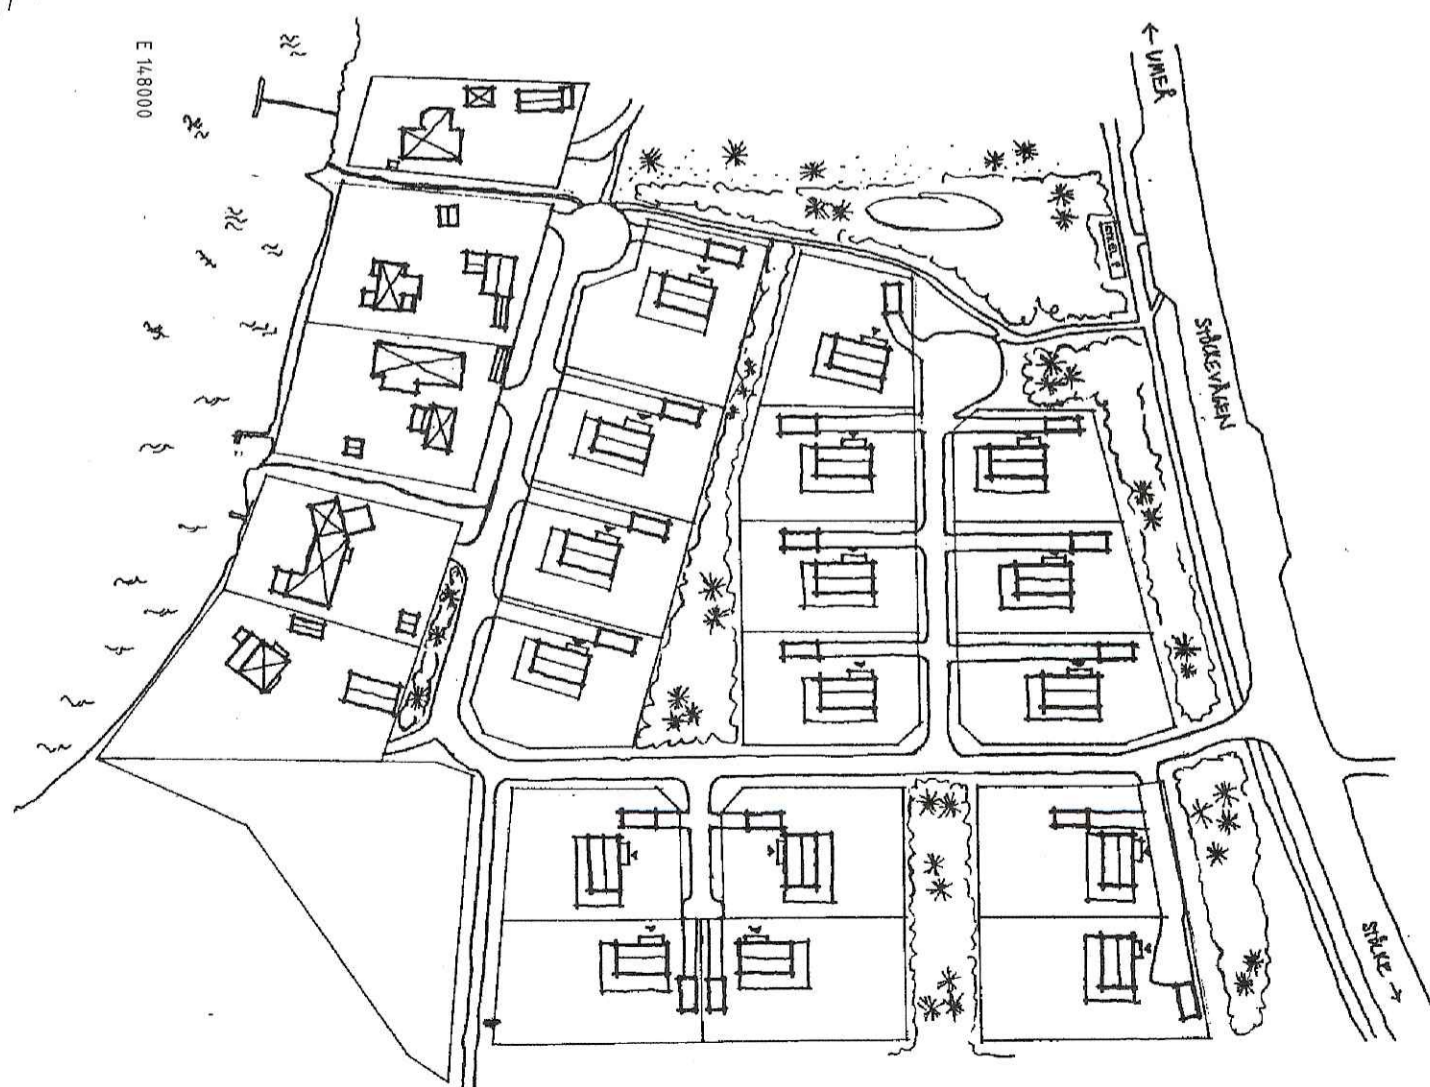 ← UMEÅ
E 148000
STÖCKEVÄGEN
STÖCKE →